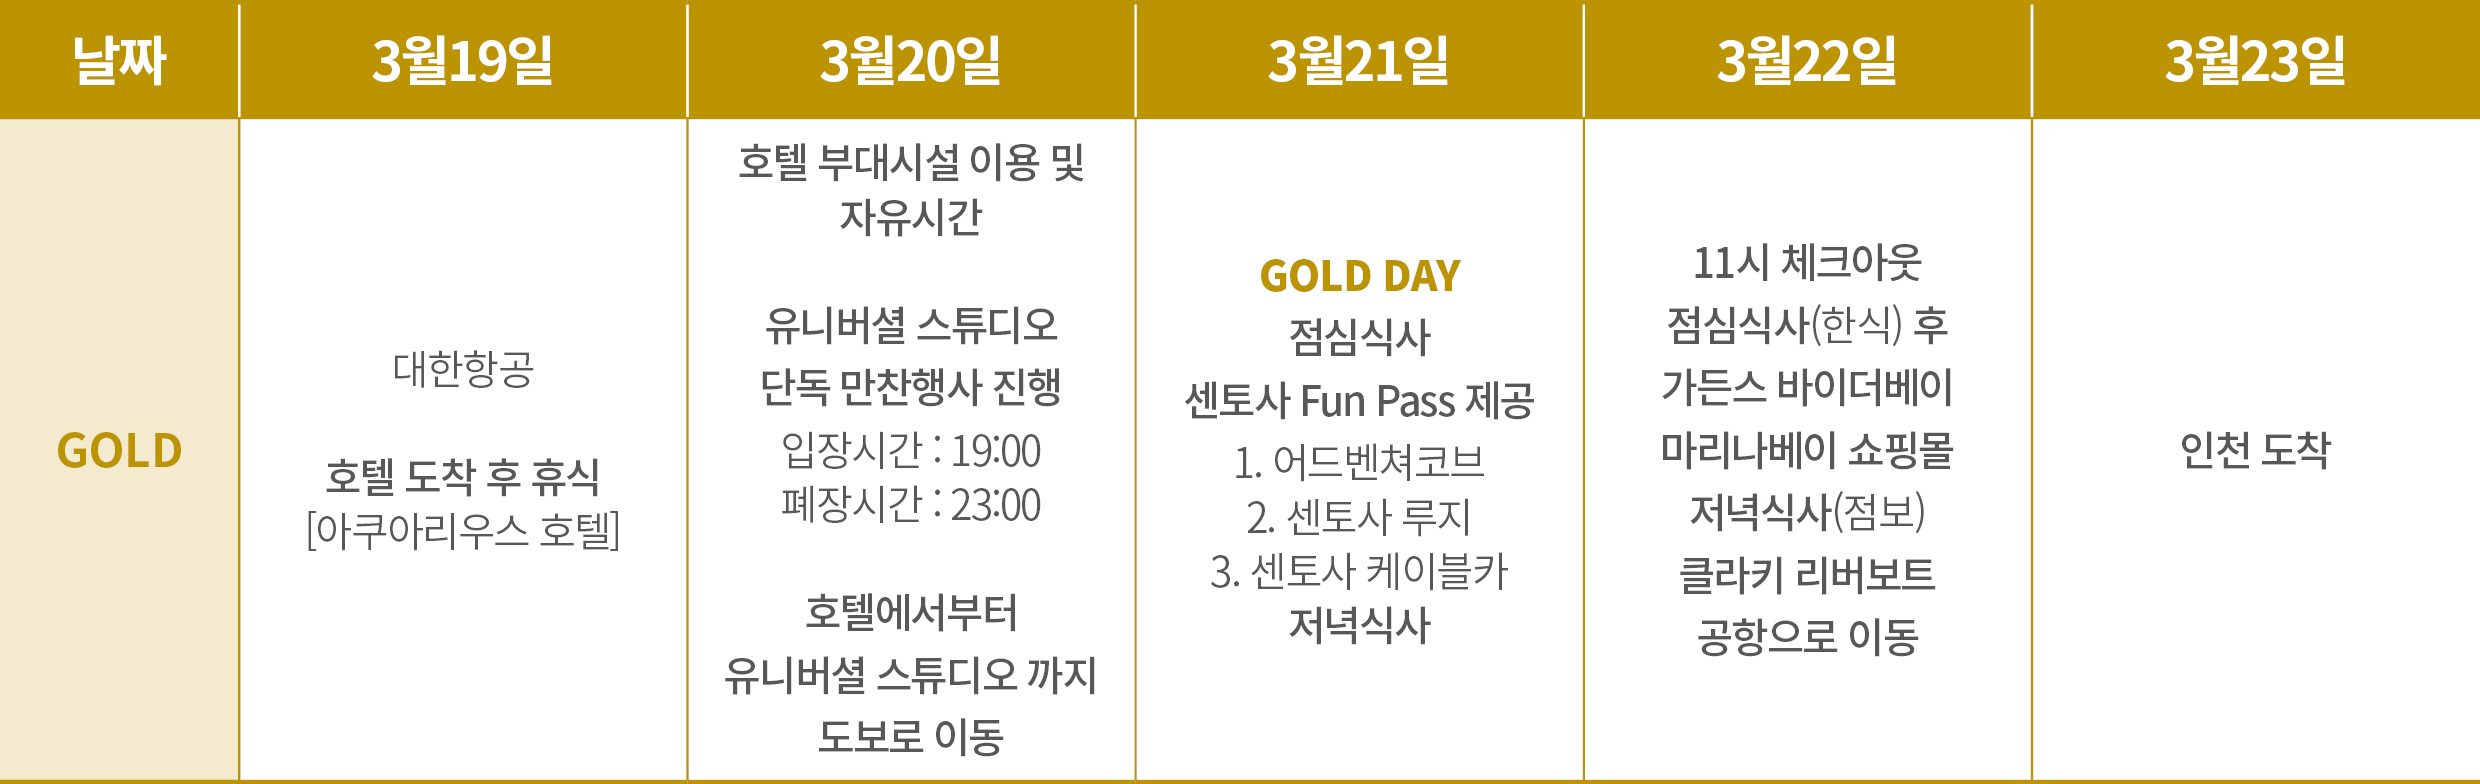 날짜
3월19일
3월20일
3월21일
3월22일
3월23일
GOLD
대한항공
호텔 도착 후 휴식
[아쿠아리우스 호텔]
호텔 부대시설 이용 및
자유시간
유니버셜 스튜디오
단독 만찬행사 진행
입장시간 : 19:00
폐장시간 : 23:00
호텔에서부터
유니버셜 스튜디오 까지
도보로 이동
GOLD DAY
점심식사
센토사 Fun Pass 제공
1. 어드벤쳐코브
2. 센토사 루지
3. 센토사 케이블카
저녁식사
11시 체크아웃
점심식사(한식) 후
가든스 바이더베이
마리나베이 쇼핑몰
저녁식사(점보)
클라키 리버보트
공항으로 이동
인천 도착